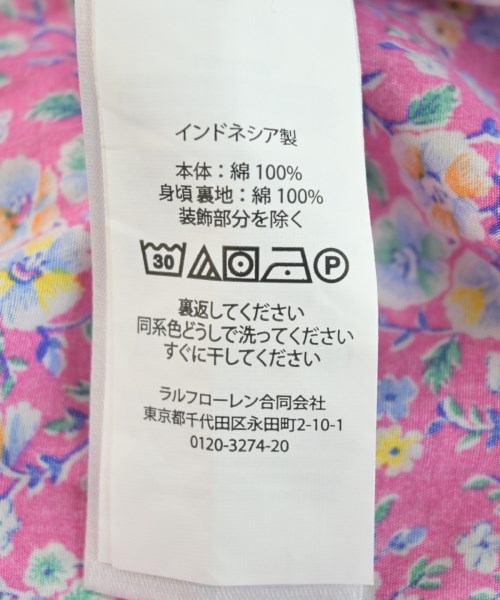 インドネシア製
本体：綿 100%
身頃 裏地：綿 100%
装飾部分を除く
30 P
裏返してください
同系色どうしで洗ってください
すぐに干してください
ラルフローレン合同会社
東京都千代田区永田町2-10-1
0120-3274-20